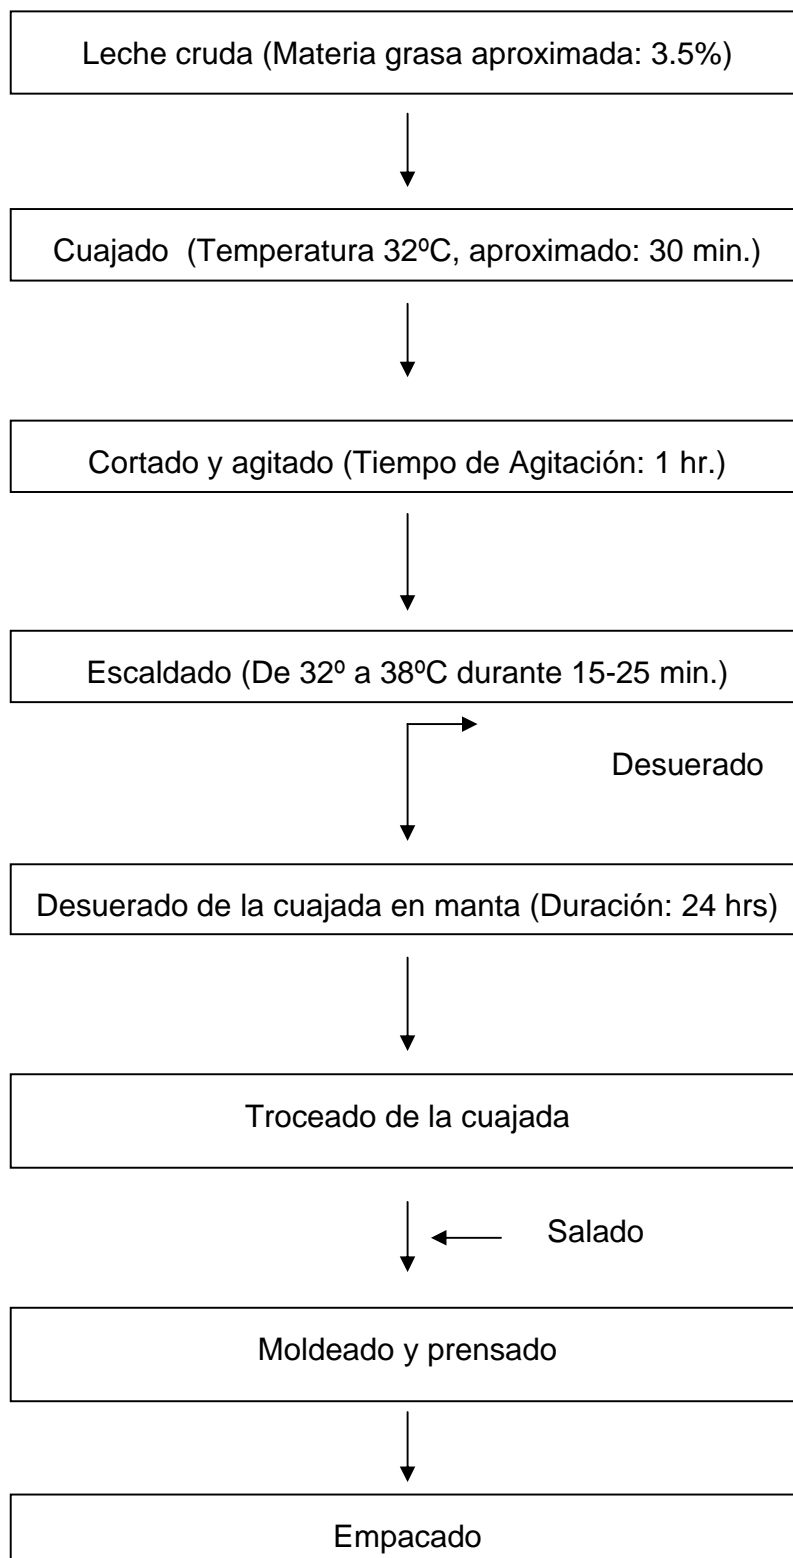 Leche cruda (Materia grasa aproximada: 3.5%)
Cuajado  (Temperatura 32ºC, aproximado: 30 min.)
Cortado y agitado (Tiempo de Agitación: 1 hr.)
Escaldado (De 32º a 38ºC durante 15-25 min.)
Desuerado
Desuerado de la cuajada en manta (Duración: 24 hrs)
Troceado de la cuajada
Salado
Moldeado y prensado
Empacado